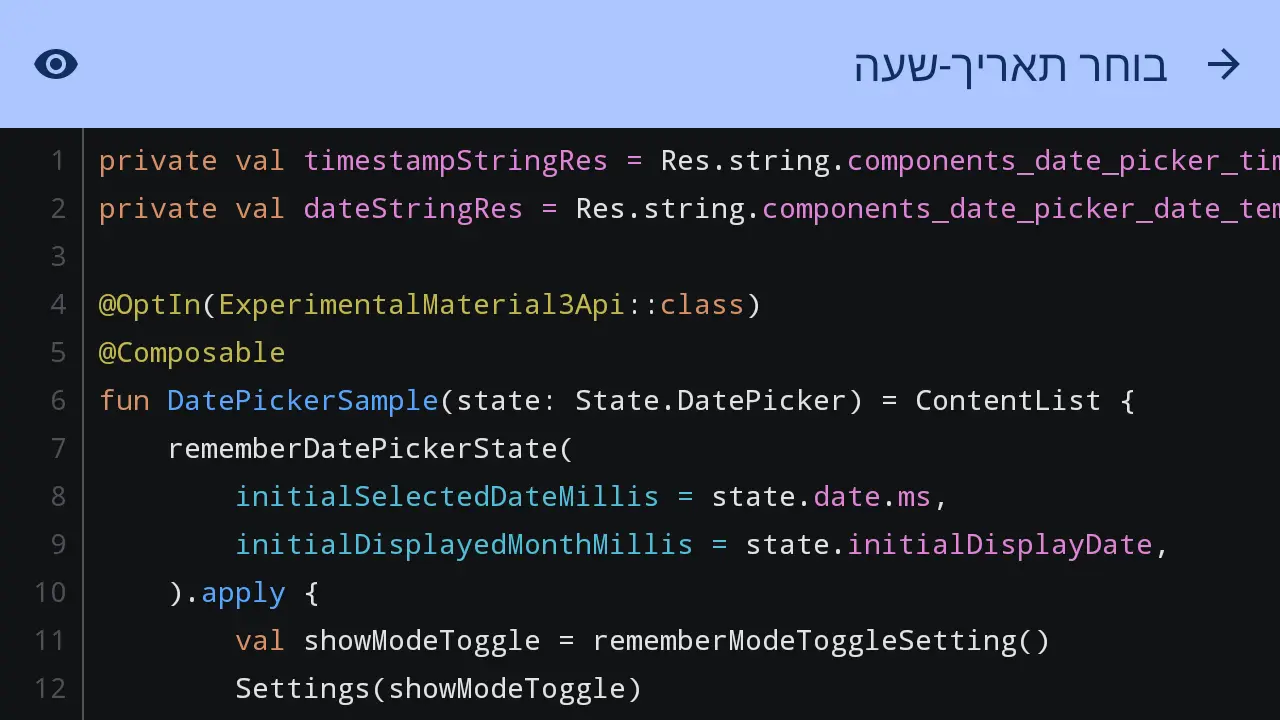 בוחר תאריך-שעה
1 private val timestampStringRes = Res.string.components_date_picker_tim
2 private val dateStringRes = Res.string.components_date_picker_date_tem
3
4 @OptIn(ExperimentalMaterial3Api::class)
5 @Composable
6 fun DatePickerSample(state: State.DatePicker) = ContentList {
7     rememberDatePickerState(
8         initialSelectedDateMillis = state.date.ms,
9         initialDisplayedMonthMillis = state.initialDisplayDate,
10     ).apply {
11         val showModeToggle = rememberModeToggleSetting()
12         Settings(showModeToggle)